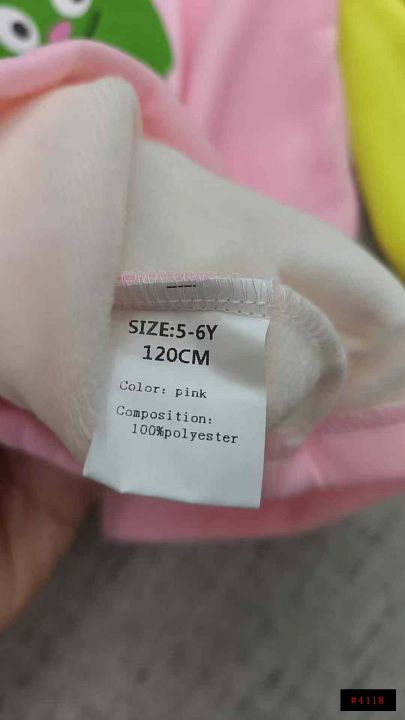 SIZE:5-6Y
120CM
Color: pink
Composition:
100%polyester
#4118